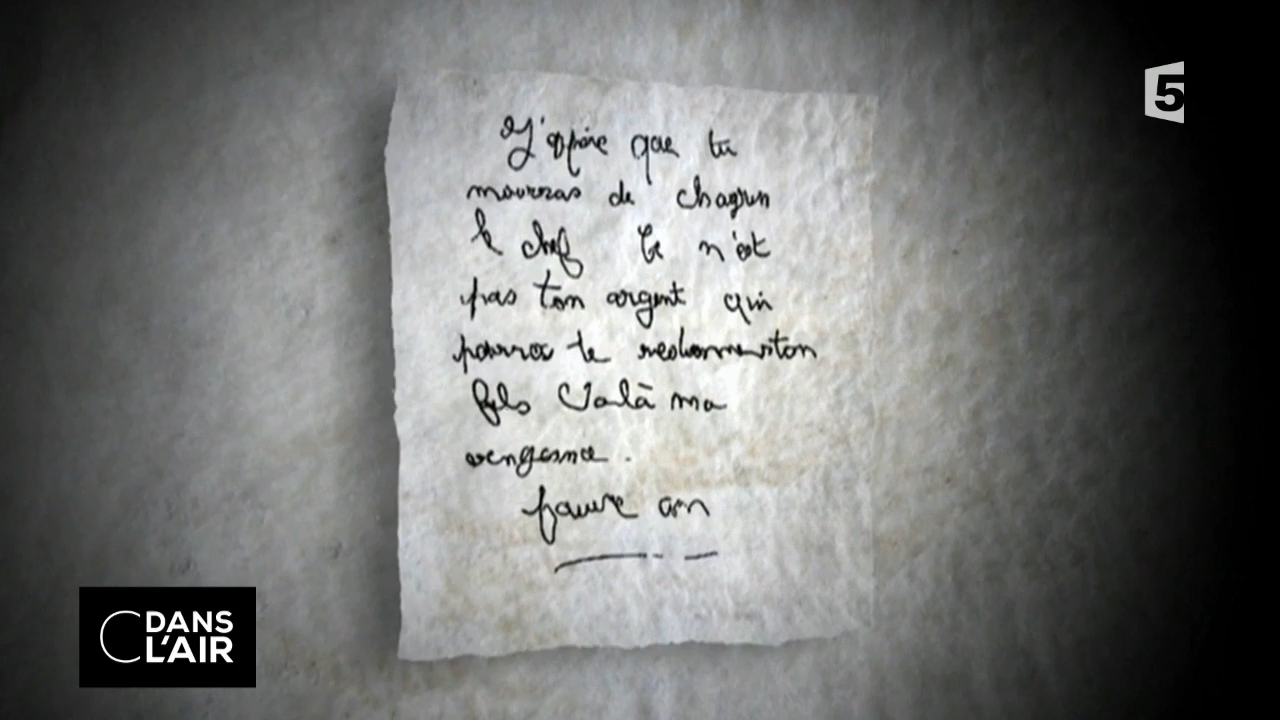 5
J'espère que tu
mourras de chagrin
le chef Ce n'est
pas ton argent qui
pourra te redonner ton
fils Voilà ma
vengeance.
pauvre con
C DANS
L'AIR